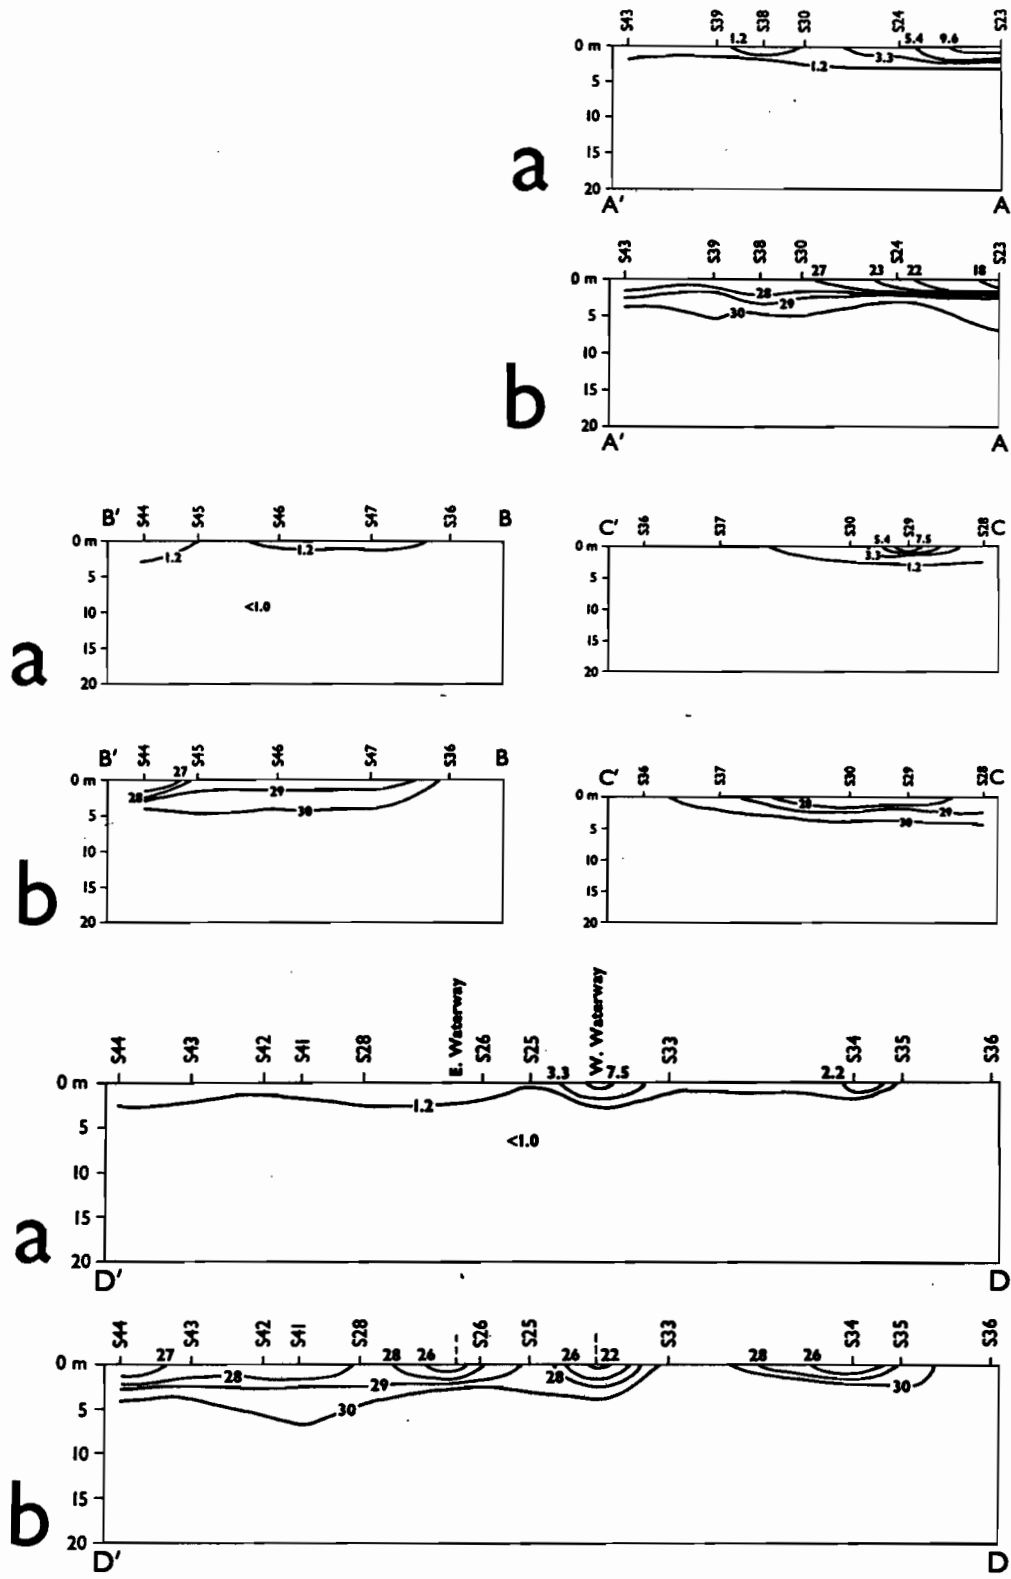 S43 S39 S38 S30 S24 S23
1.2 5.4 9.6
0 m
3.3
1.2
5
10
15
20
a
A' A
S43 S39 S38 S30 S24 S23
27 23 22 18
0 m
28
29
30
5
10
15
20
b
A' A
B' S44 S45 S46 S47 S36 B
0 m
1.2 1.2
5
<1.0
10
15
20
a
C' S36 S37 S30 S29 S28 C
5.4 7.5
0 m
3.3
1.2
5
10
15
20
B' S44 S45 S46 S47 S36 B
27
0 m
28 29
30
5
10
15
20
b
C' S36 S37 S30 S29 S28 C
0 m
28
29
30
5
10
15
20
S44 S43 S42 S41 S28 E. Waterway S26 S25 W. Waterway S33 S34 S35 S36
3.3 7.5 2.2
0 m
1.2
5
<1.0
10
15
20
a
D' D
S44 S43 S42 S41 S28 S26 S25 S33 S34 S35 S36
27 28 26 26 22 28 26
0 m
28 29 28 30
30
5
10
15
20
b
D' D